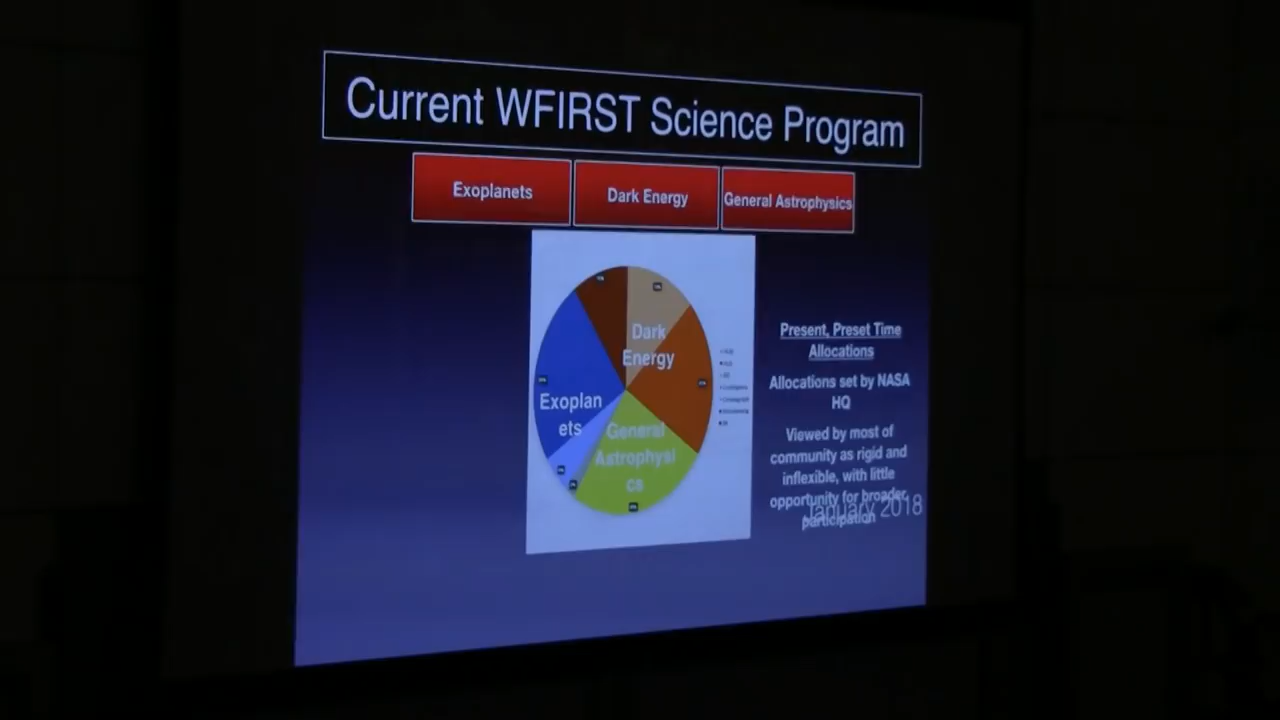 Current WFIRST Science Program
Exoplanets
Dark Energy
General Astrophysics
Dark
Energy
Exoplan
ets
General
Astrophysi
cs
Present, Preset Time
Allocations
Allocations set by NASA
HQ
Viewed by most of
community as rigid and
inflexible, with little
opportunity for broader
participation
January 2018